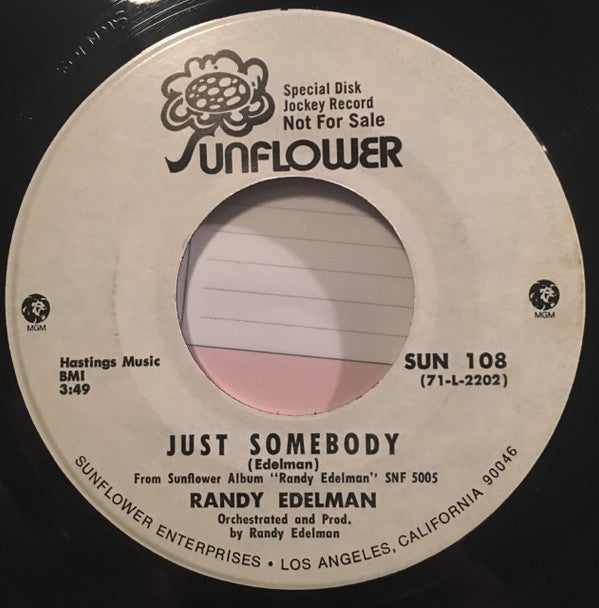 Special Disk
Jockey Record
Not For Sale
SUNFLOWER
MGM
MGM
Hastings Music
BMI
3:49
SUN 108
(71-L-2202)
JUST SOMEBODY
(Edelman)
From Sunflower Album "Randy Edelman" SNF 5005
RANDY EDELMAN
Orchestrated and Prod.
by Randy Edelman
SUNFLOWER ENTERPRISES • LOS ANGELES, CALIFORNIA 90046